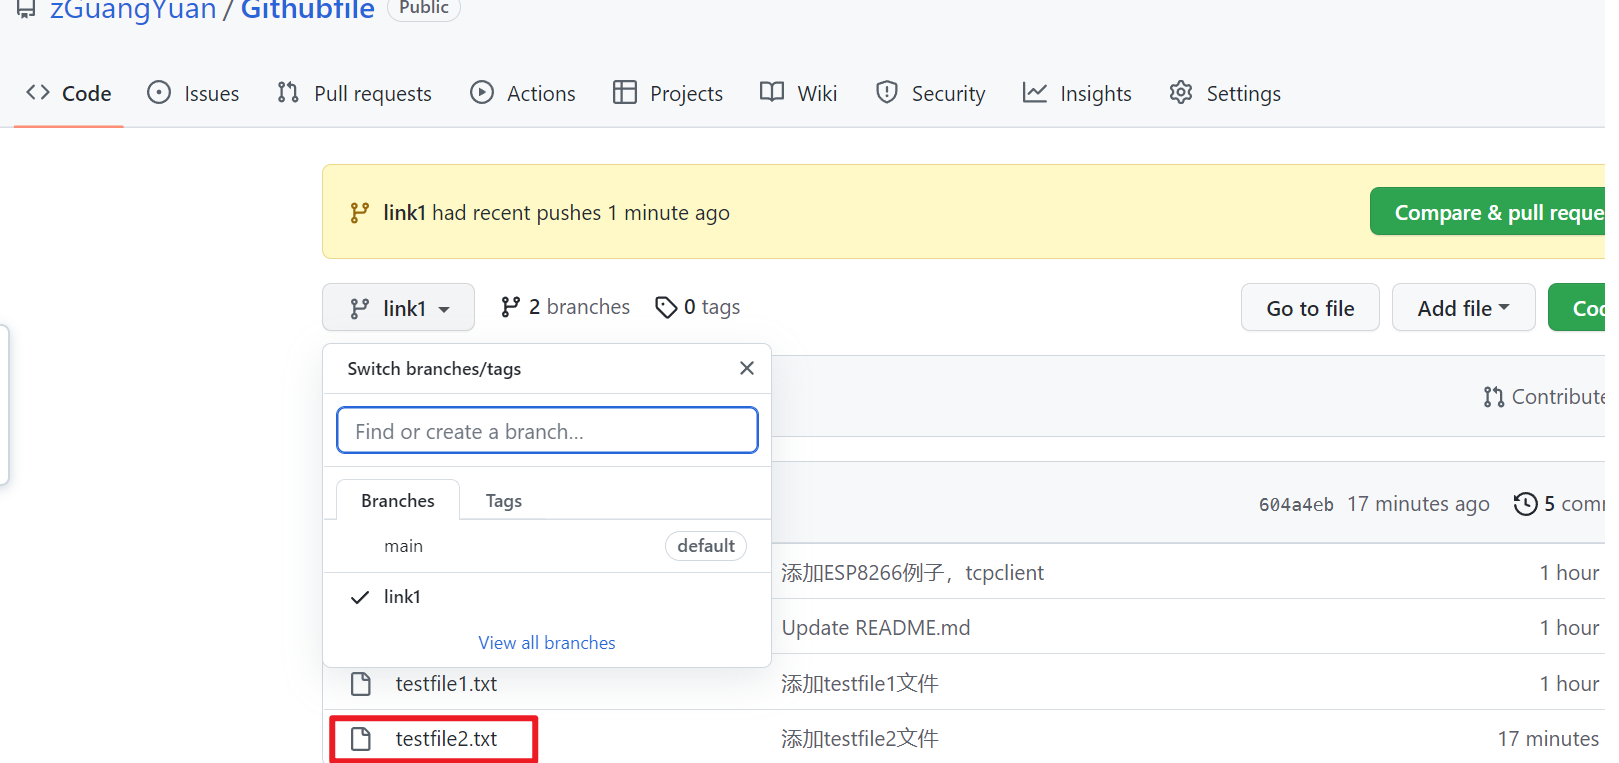 zGuangYuan / Githubfile Public
Code Issues Pull requests Actions Projects Wiki Security Insights Settings
link1 had recent pushes 1 minute ago
Compare & pull reque
link1 2 branches 0 tags Go to file Add file
Switch branches/tags
Find or create a branch...
Contribute
Branches Tags
604a4eb 17 minutes ago 5
main default
添加ESP8266例子，tcpclient 1 hour
link1
Update README.md 1 hour
View all branches
testfile1.txt 添加testfile1文件 1 hour
testfile2.txt 添加testfile2文件 17 minutes